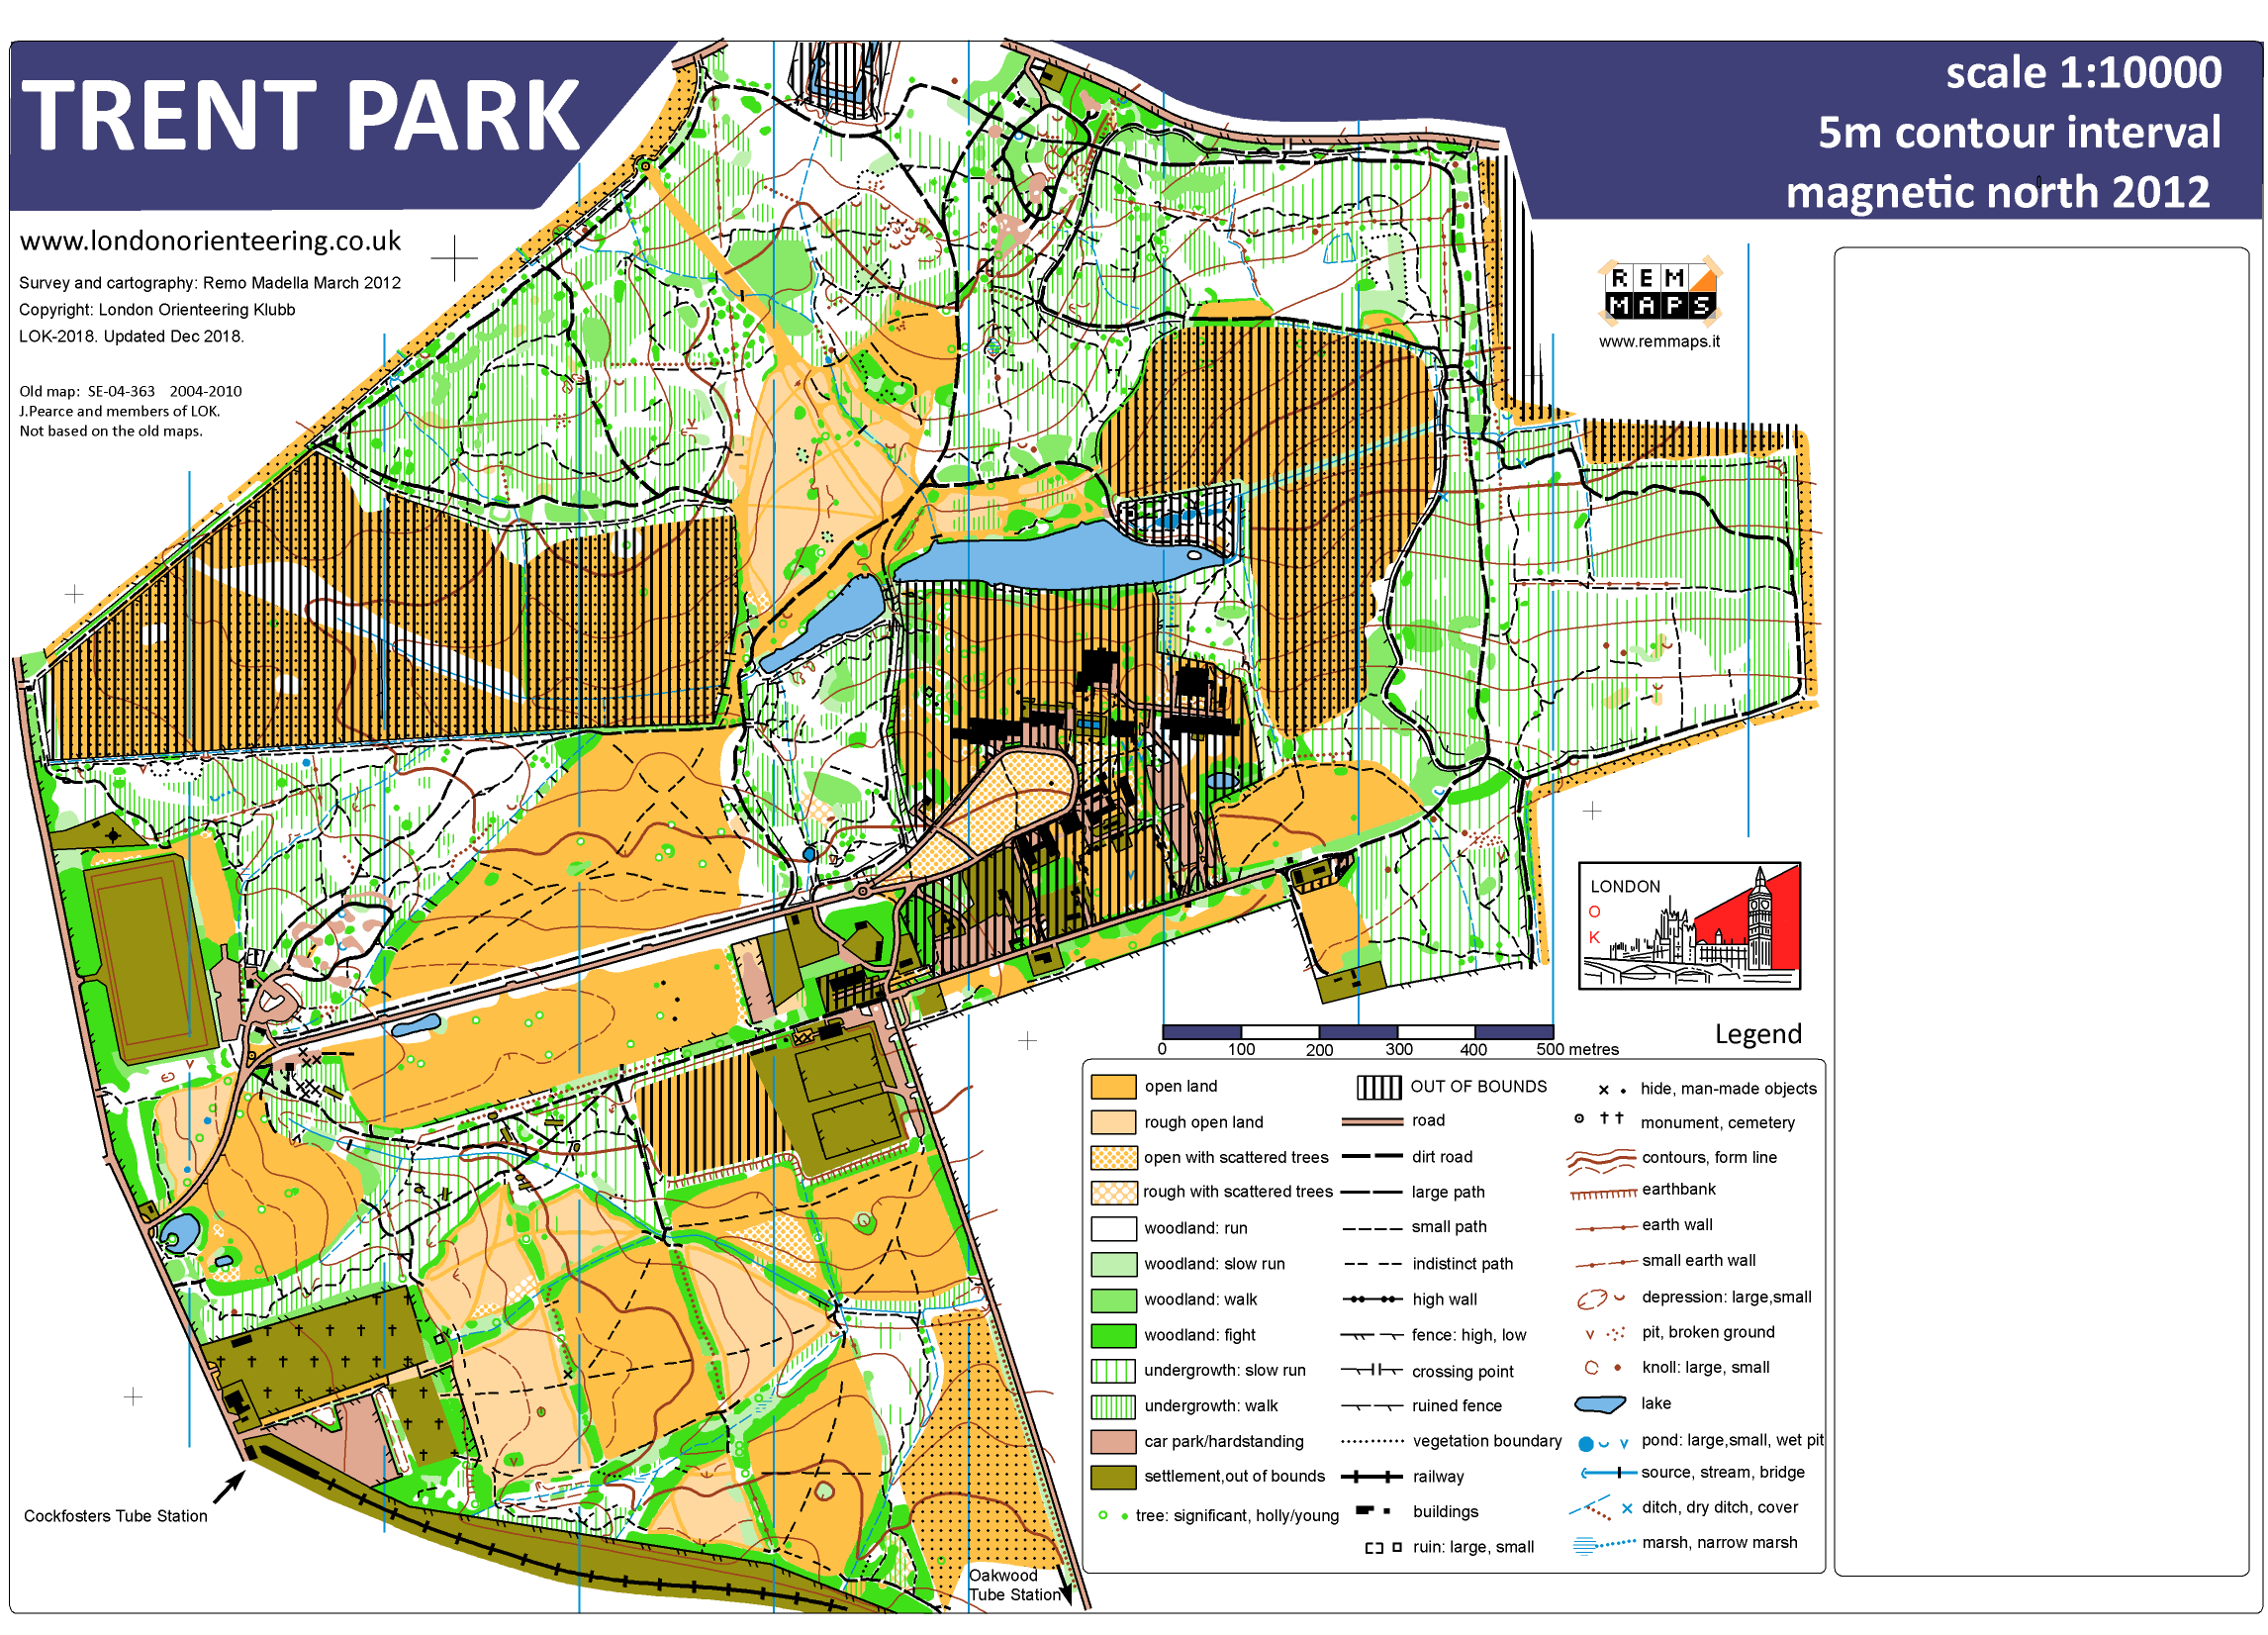 TRENT PARK
scale 1:10000
5m contour interval
magnetic north 2012
www.londonorienteering.co.uk
Survey and cartography: Remo Madella March 2012
Copyright: London Orienteering Klubb
LOK-2018. Updated Dec 2018.
Old map: SE-04-363 2004-2010
J.Pearce and members of LOK.
Not based on the old maps.
REM
MAPS
www.remmaps.it
LONDON
O
K
0 100 200 300 400 500 metres
Legend
open land
rough open land
open with scattered trees
rough with scattered trees
woodland: run
woodland: slow run
woodland: walk
woodland: fight
undergrowth: slow run
undergrowth: walk
car park/hardstanding
settlement,out of bounds
tree: significant, holly/young
OUT OF BOUNDS
road
dirt road
large path
small path
indistinct path
high wall
fence: high, low
crossing point
ruined fence
vegetation boundary
railway
buildings
ruin: large, small
hide, man-made objects
monument, cemetery
contours, form line
earthbank
earth wall
small earth wall
depression: large,small
pit, broken ground
knoll: large, small
lake
pond: large,small, wet pit
source, stream, bridge
ditch, dry ditch, cover
marsh, narrow marsh
Cockfosters Tube Station
Oakwood
Tube Station